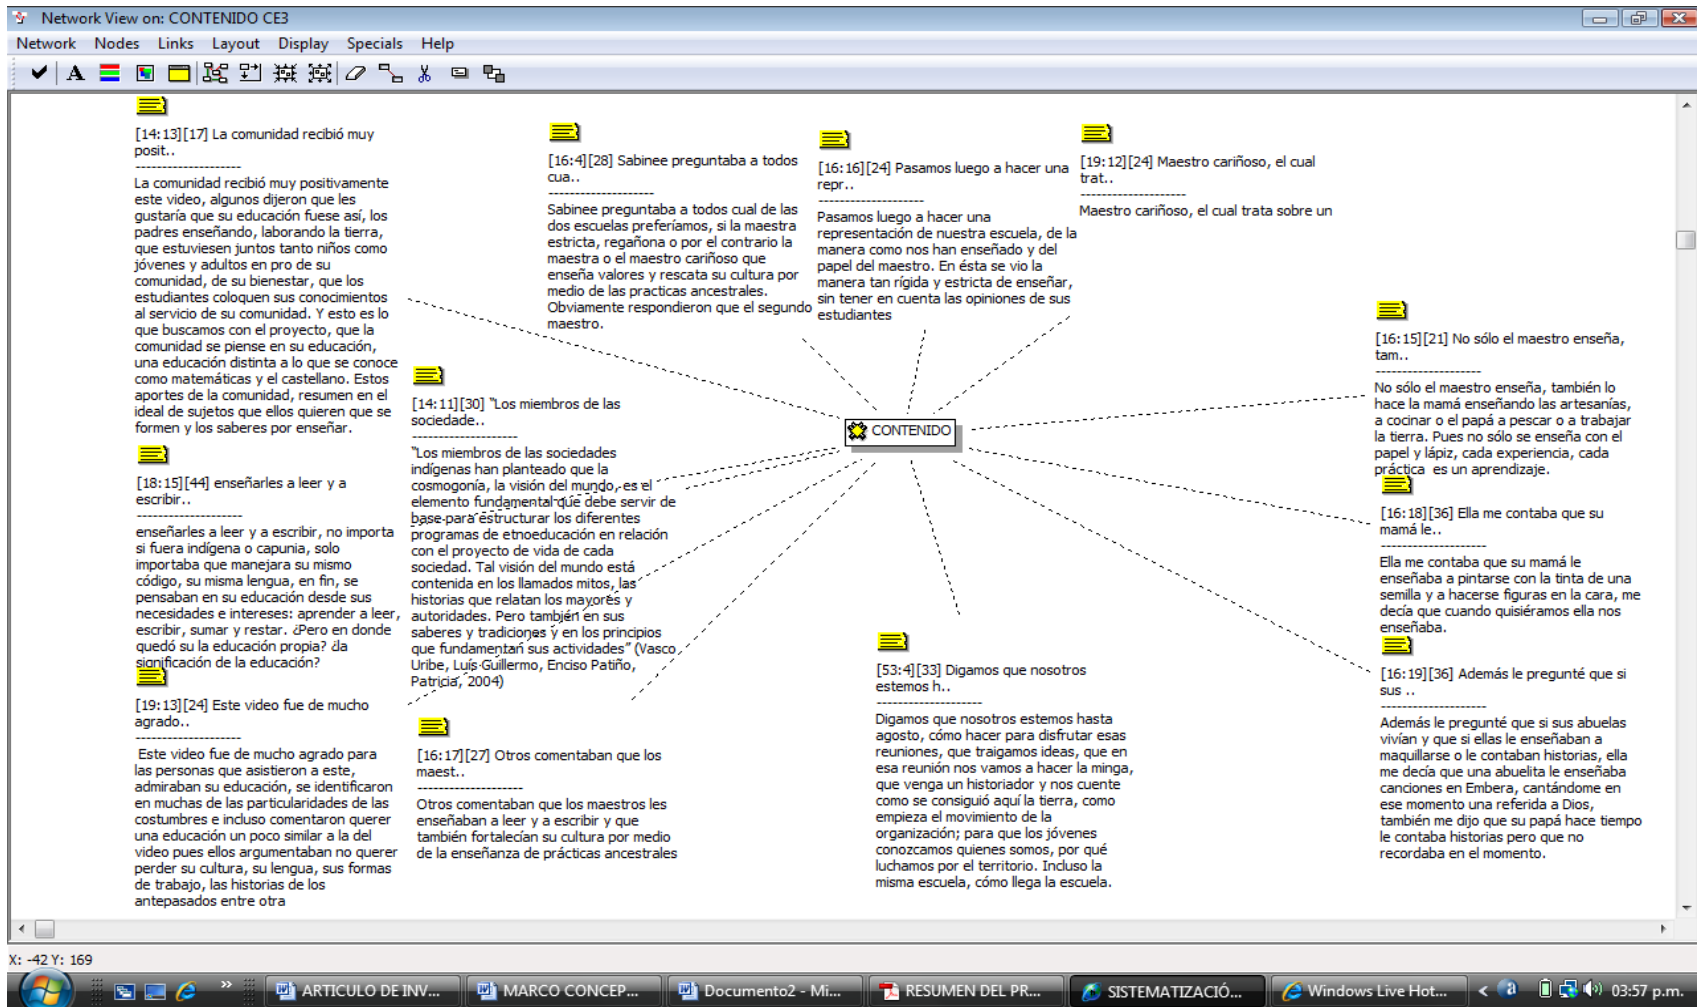 Network View on: CONTENIDO CE3
Network Nodes Links Layout Display Specials Help
A
[14:13][17] La comunidad recibió muy
posit..
--------------------
La comunidad recibió muy positivamente
este video, algunos dijeron que les
gustaría que su educación fuese así, los
padres enseñando, laborando la tierra,
que estuviesen juntos tanto niños como
jóvenes y adultos en pro de su
comunidad, de su bienestar, que los
estudiantes coloquen sus conocimientos
al servicio de su comunidad. Y esto es lo
que buscamos con el proyecto, que la
comunidad se piense en su educación,
una educación distinta a lo que se conoce
como matemáticas y el castellano. Estos
aportes de la comunidad, resumen en el
ideal de sujetos que ellos quieren que se
formen y los saberes por enseñar.
[18:15][44] enseñarles a leer y a
escribir..
--------------------
enseñarles a leer y a escribir, no importa
si fuera indígena o capunia, solo
importaba que manejara su mismo
código, su misma lengua, en fin, se
pensaban en su educación desde sus
necesidades e intereses: aprender a leer,
escribir, sumar y restar. ¿Pero en donde
quedó su la educación propia? ¿la
significación de la educación?
[19:13][24] Este video fue de mucho
agrado..
--------------------
Este video fue de mucho agrado para
las personas que asistieron a este,
admiraban su educación, se identificaron
en muchas de las particularidades de las
costumbres e incluso comentaron querer
una educación un poco similar a la del
video pues ellos argumentaban no querer
perder su cultura, su lengua, sus formas
de trabajo, las historias de los
antepasados entre otra
[16:4][28] Sabinee preguntaba a todos
cua..
--------------------
Sabinee preguntaba a todos cual de las
dos escuelas preferíamos, si la maestra
estricta, regañona o por el contrario la
maestra o el maestro cariñoso que
enseña valores y rescata su cultura por
medio de las practicas ancestrales.
Obviamente respondieron que el segundo
maestro.
[14:11][30] "Los miembros de las
sociedade..
--------------------
"Los miembros de las sociedades
indígenas han planteado que la
cosmogonía, la visión del mundo, es el
elemento fundamental que debe servir de
base para estructurar los diferentes
programas de etnoeducación en relación
con el proyecto de vida de cada
sociedad. Tal visión del mundo está
contenida en los llamados mitos, las
historias que relatan los mayores y
autoridades. Pero también en sus
saberes y tradiciones y en los principios
que fundamentan sus actividades" (Vasco
Uribe, Luís Guillermo, Enciso Patiño,
Patricia, 2004)
[16:17][27] Otros comentaban que los
maest..
--------------------
Otros comentaban que los maestros les
enseñaban a leer y a escribir y que
también fortalecían su cultura por medio
de la enseñanza de prácticas ancestrales
[16:16][24] Pasamos luego a hacer una
repr..
--------------------
Pasamos luego a hacer una
representación de nuestra escuela, de la
manera como nos han enseñado y del
papel del maestro. En ésta se vio la
manera tan rígida y estricta de enseñar,
sin tener en cuenta las opiniones de sus
estudiantes
[19:12][24] Maestro cariñoso, el cual
trat..
--------------------
Maestro cariñoso, el cual trata sobre un
CONTENIDO
[53:4][33] Digamos que nosotros
estemos h..
--------------------
Digamos que nosotros estemos hasta
agosto, cómo hacer para disfrutar esas
reuniones, que traigamos ideas, que en
esa reunión nos vamos a hacer la minga,
que venga un historiador y nos cuente
como se consiguió aquí la tierra, como
empieza el movimiento de la
organización; para que los jóvenes
conozcamos quienes somos, por qué
luchamos por el territorio. Incluso la
misma escuela, cómo llega la escuela.
[16:15][21] No sólo el maestro enseña,
tam..
--------------------
No sólo el maestro enseña, también lo
hace la mamá enseñando las artesanías,
a cocinar o el papá a pescar o a trabajar
la tierra. Pues no sólo se enseña con el
papel y lápiz, cada experiencia, cada
práctica es un aprendizaje.
[16:18][36] Ella me contaba que su
mamá le..
--------------------
Ella me contaba que su mamá le
enseñaba a pintarse con la tinta de una
semilla y a hacerse figuras en la cara, me
decía que cuando quisiéramos ella nos
enseñaba.
[16:19][36] Además le pregunté que si
sus ..
--------------------
Además le pregunté que si sus abuelas
vivían y que si ellas le enseñaban a
maquillarse o le contaban historias, ella
me decía que una abuelita le enseñaba
canciones en Embera, cantándome en
ese momento una referida a Dios,
también me dijo que su papá hace tiempo
le contaba historias pero que no
recordaba en el momento.
X: -42 Y: 169
ARTICULO DE INV... MARCO CONCEP... Documento2 - Mi... RESUMEN DEL PR... SISTEMATIZACIÓ... Windows Live Hot... 03:57 p.m.